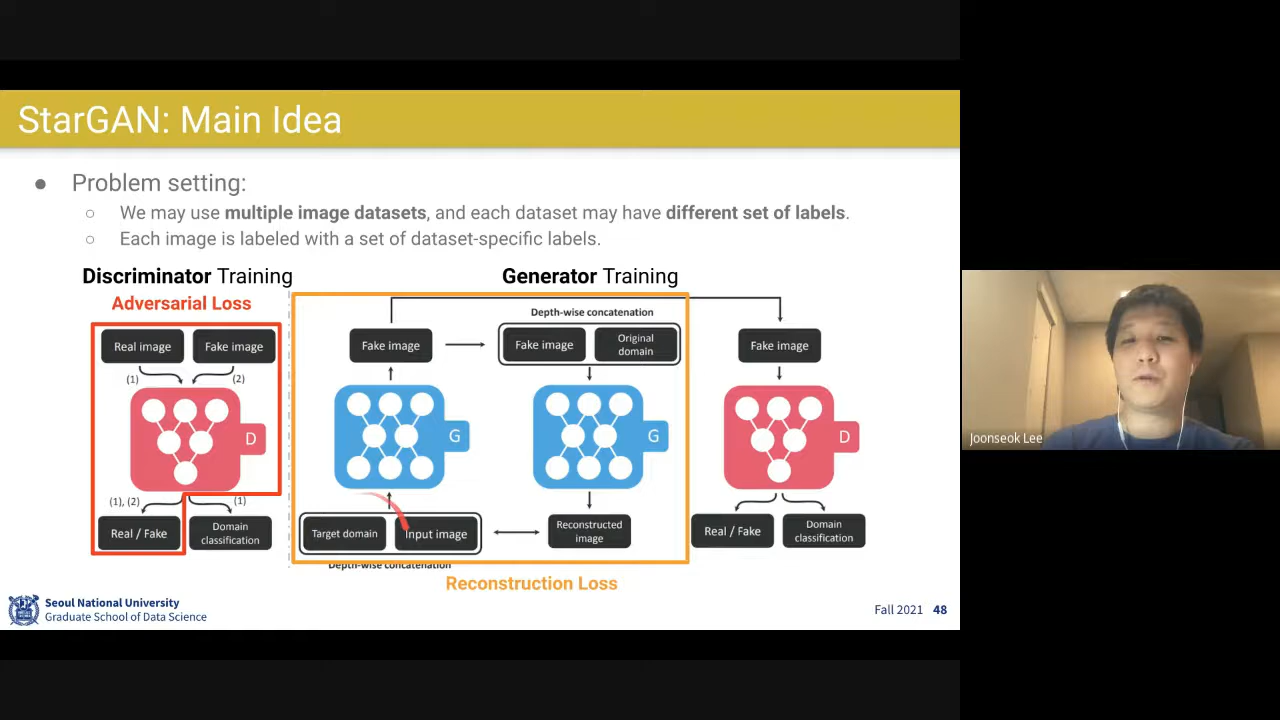 StarGAN: Main Idea
● Problem setting:
○ We may use multiple image datasets, and each dataset may have different set of labels.
○ Each image is labeled with a set of dataset-specific labels.
Discriminator Training
Adversarial Loss
Real image
Fake image
(1)
(2)
D
(1), (2)
(1)
Real / Fake
Domain
classification
Generator Training
Depth-wise concatenation
Fake image
Fake image
Original
domain
G
G
Target domain
Input image
Reconstructed
image
Depth-wise concatenation
Reconstruction Loss
Fake image
D
Real / Fake
Domain
classification
Seoul National University
Graduate School of Data Science
Fall 2021 48
Joonseok Lee